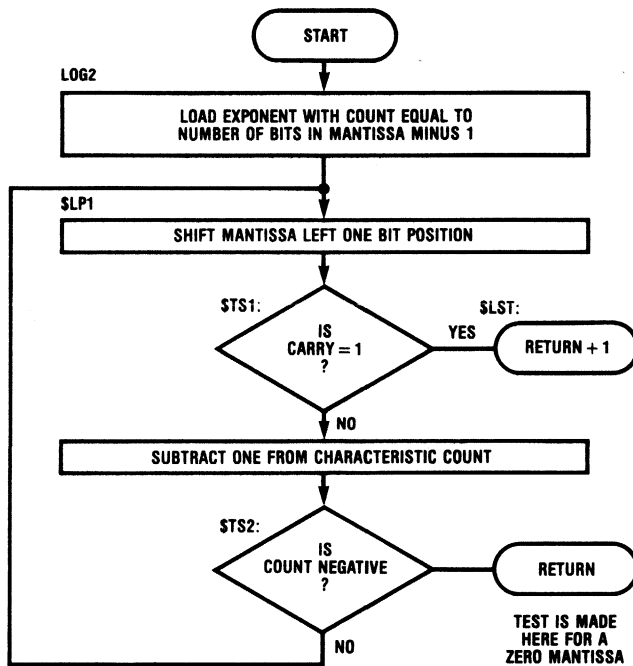 START
LOG2
LOAD EXPONENT WITH COUNT EQUAL TO
NUMBER OF BITS IN MANTISSA MINUS 1
$LP1
SHIFT MANTISSA LEFT ONE BIT POSITION
$TS1:
IS
CARRY = 1
?
YES
$LST:
RETURN + 1
NO
SUBTRACT ONE FROM CHARACTERISTIC COUNT
$TS2:
IS
COUNT NEGATIVE
?
RETURN
NO
TEST IS MADE
HERE FOR A
ZERO MANTISSA